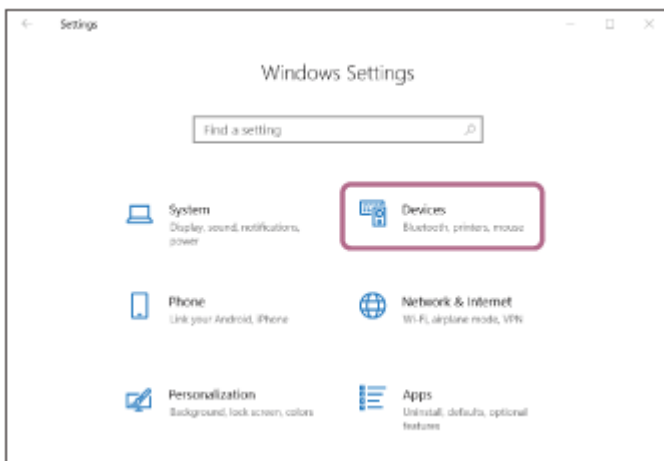 Settings
Windows Settings
Find a setting
System
Display, sound, notifications,
power
Devices
Bluetooth, printers, mouse
Phone
Link your Android, iPhone
Network & Internet
Wi-Fi, airplane mode, VPN
Personalization
Background, lock screen, colors
Apps
Uninstall, defaults, optional
features